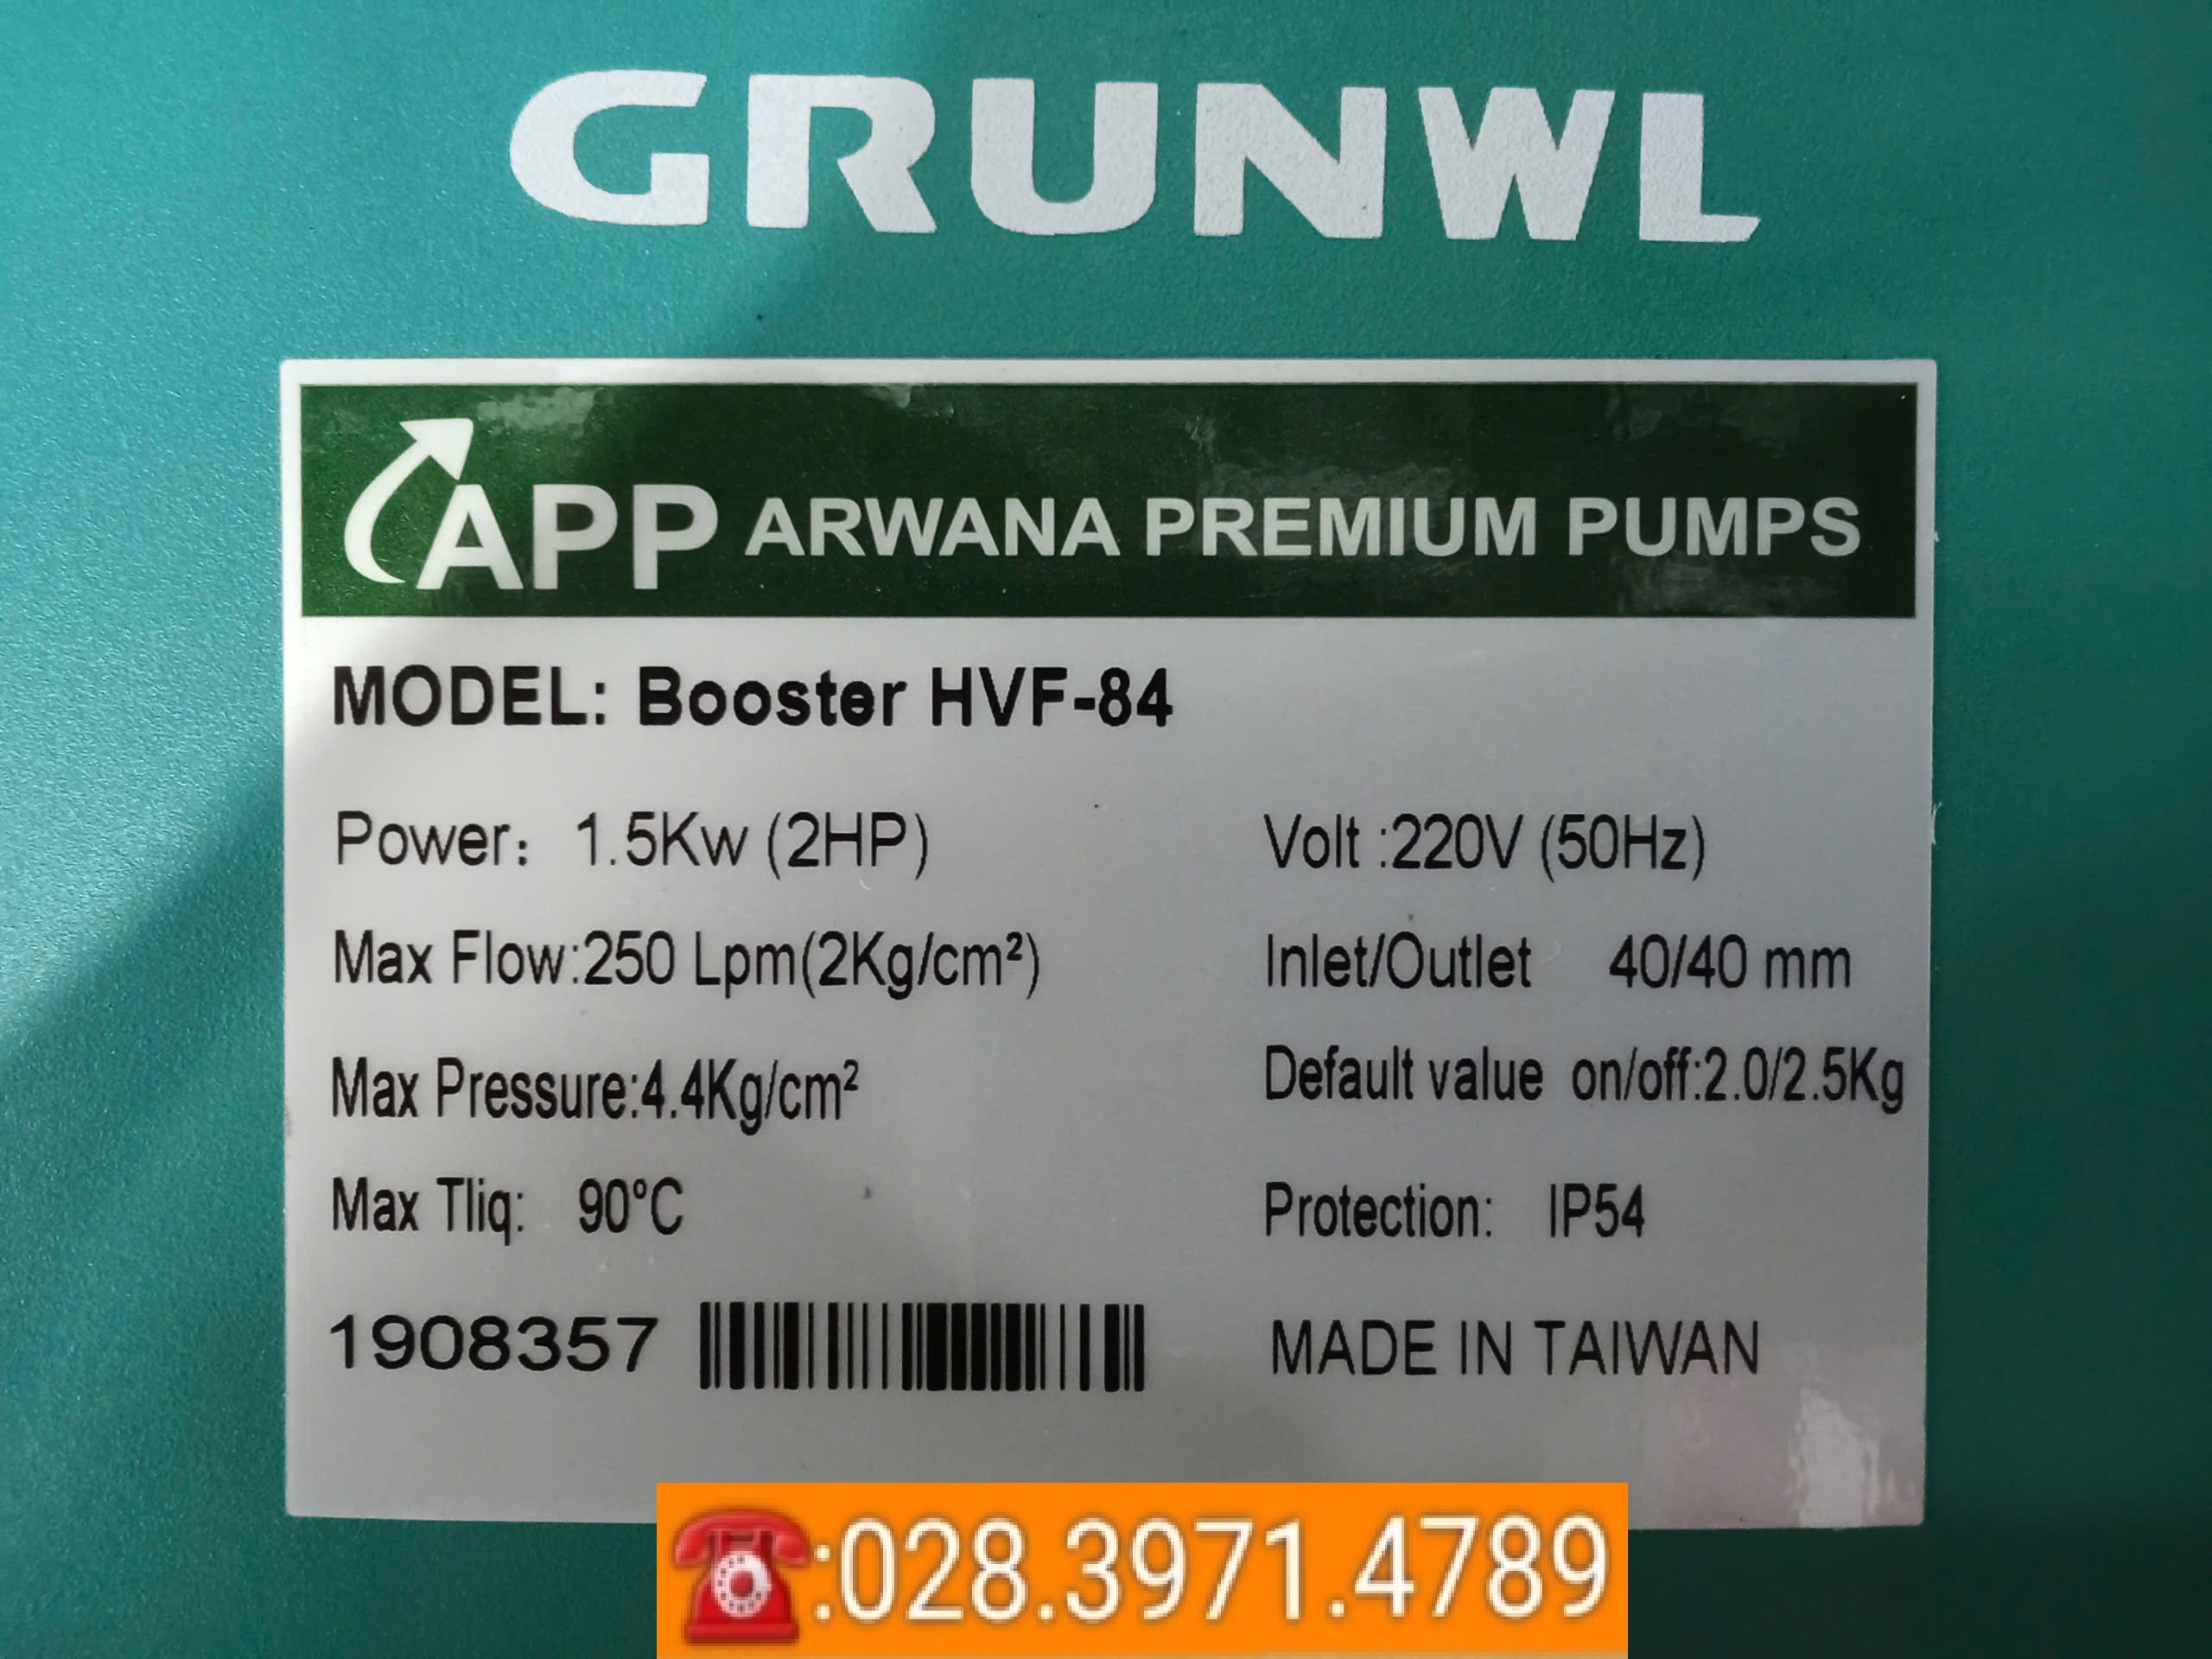 GRUNWL
APP ARWANA PREMIUM PUMPS
MODEL: Booster HVF-84
Power: 1.5Kw (2HP)
Volt :220V (50Hz)
Max Flow:250 Lpm(2Kg/cm²)
Inlet/Outlet 40/40 mm
Max Pressure:4.4Kg/cm²
Default value on/off:2.0/2.5Kg
Max Tliq: 90°C
Protection: IP54
1908357
MADE IN TAIWAN
☎:028.3971.4789